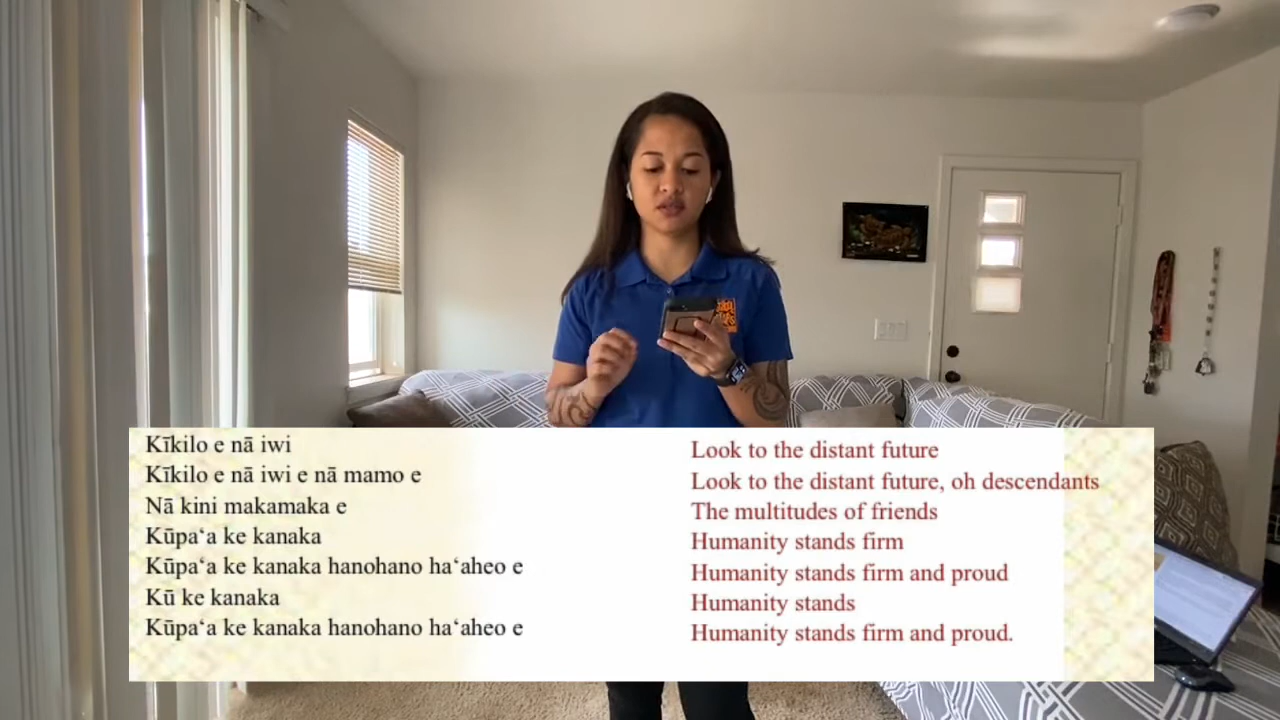 Kīkilo e nā iwi
Kīkilo e nā iwi e nā mamo e
Nā kini makamaka e
Kūpaʻa ke kanaka
Kūpaʻa ke kanaka hanohano haʻaheo e
Kū ke kanaka
Kūpaʻa ke kanaka hanohano haʻaheo e
Look to the distant future
Look to the distant future, oh descendants
The multitudes of friends
Humanity stands firm
Humanity stands firm and proud
Humanity stands
Humanity stands firm and proud.